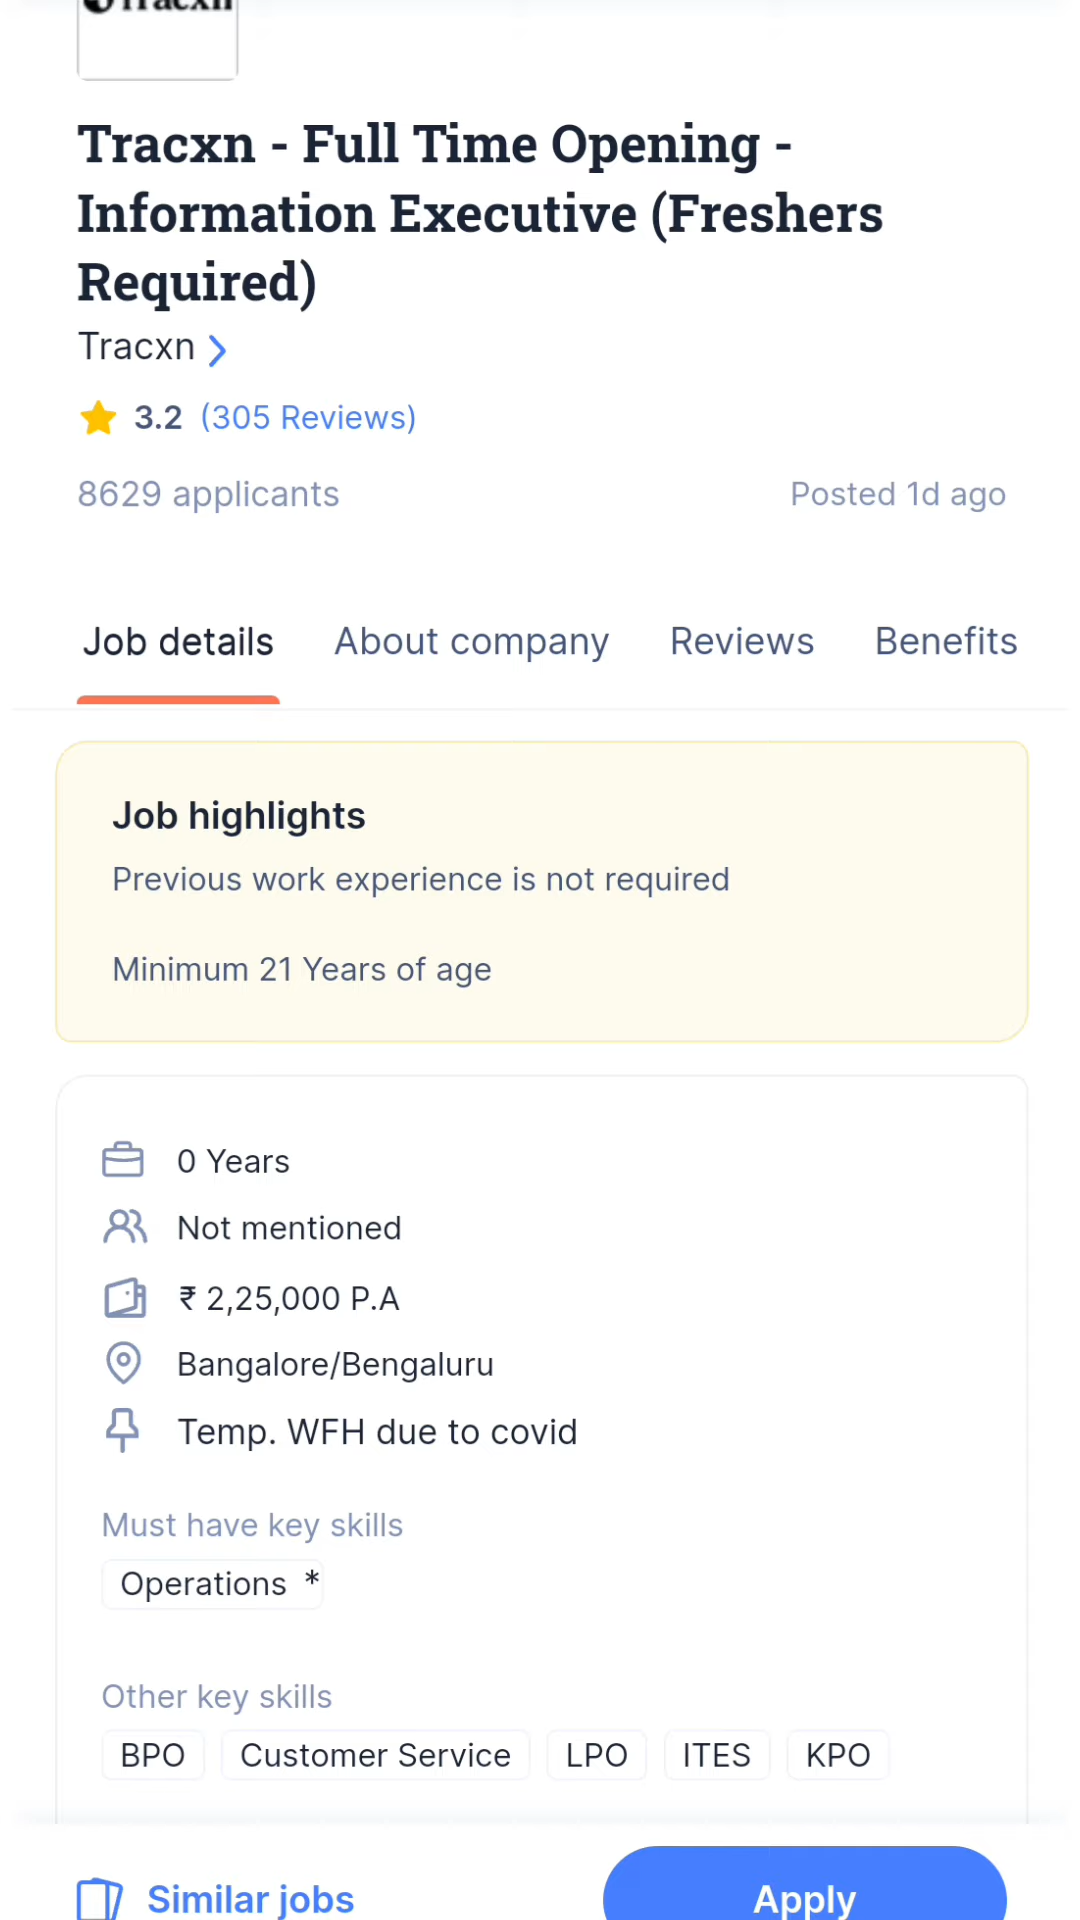 Tracxn
Tracxn - Full Time Opening -
Information Executive (Freshers
Required)
Tracxn
3.2 (305 Reviews)
8629 applicants Posted 1d ago
Job details About company Reviews Benefits
Job highlights
Previous work experience is not required
Minimum 21 Years of age
0 Years
Not mentioned
₹ 2,25,000 P.A
Bangalore/Bengaluru
Temp. WFH due to covid
Must have key skills
Operations *
Other key skills
BPO Customer Service LPO ITES KPO
Similar jobs Apply